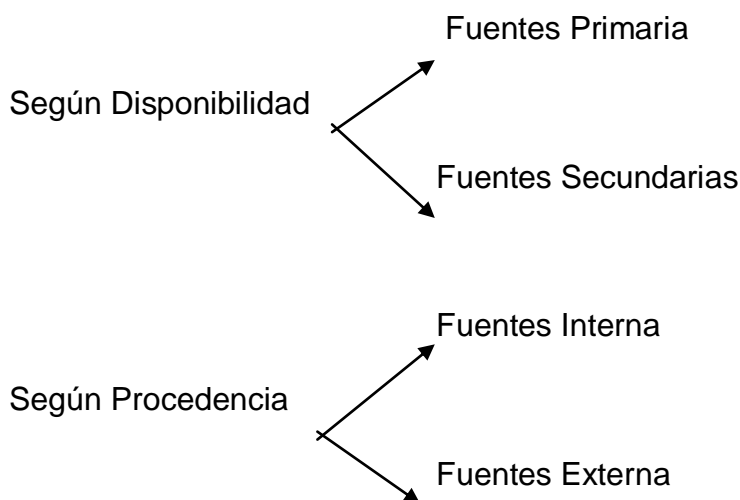 Fuentes Primaria
Según Disponibilidad
Fuentes Secundarias
Fuentes Interna
Según Procedencia
Fuentes Externa